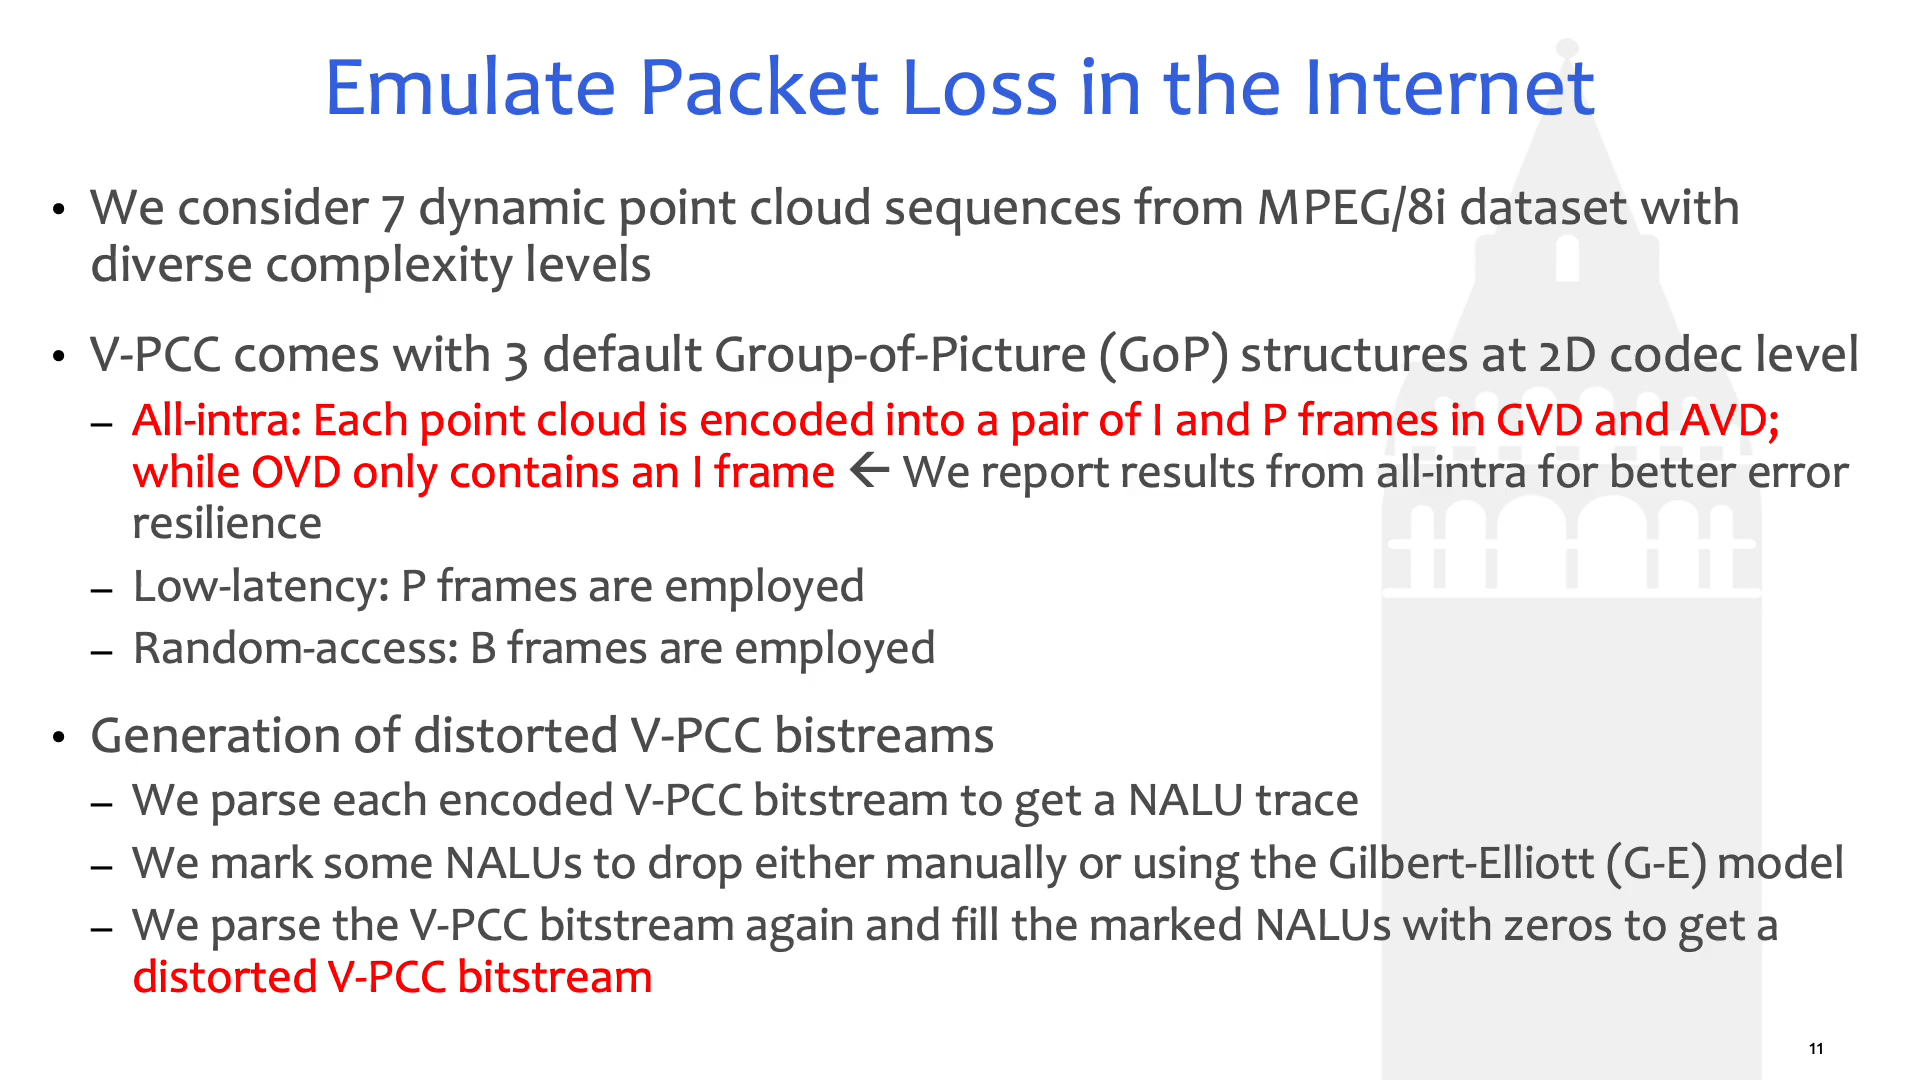 Emulate Packet Loss in the Internet
• We consider 7 dynamic point cloud sequences from MPEG/8i dataset with
diverse complexity levels
• V-PCC comes with 3 default Group-of-Picture (GoP) structures at 2D codec level
– All-intra: Each point cloud is encoded into a pair of I and P frames in GVD and AVD;
while OVD only contains an I frame ← We report results from all-intra for better error
resilience
– Low-latency: P frames are employed
– Random-access: B frames are employed
• Generation of distorted V-PCC bistreams
– We parse each encoded V-PCC bitstream to get a NALU trace
– We mark some NALUs to drop either manually or using the Gilbert-Elliott (G-E) model
– We parse the V-PCC bitstream again and fill the marked NALUs with zeros to get a
distorted V-PCC bitstream
11